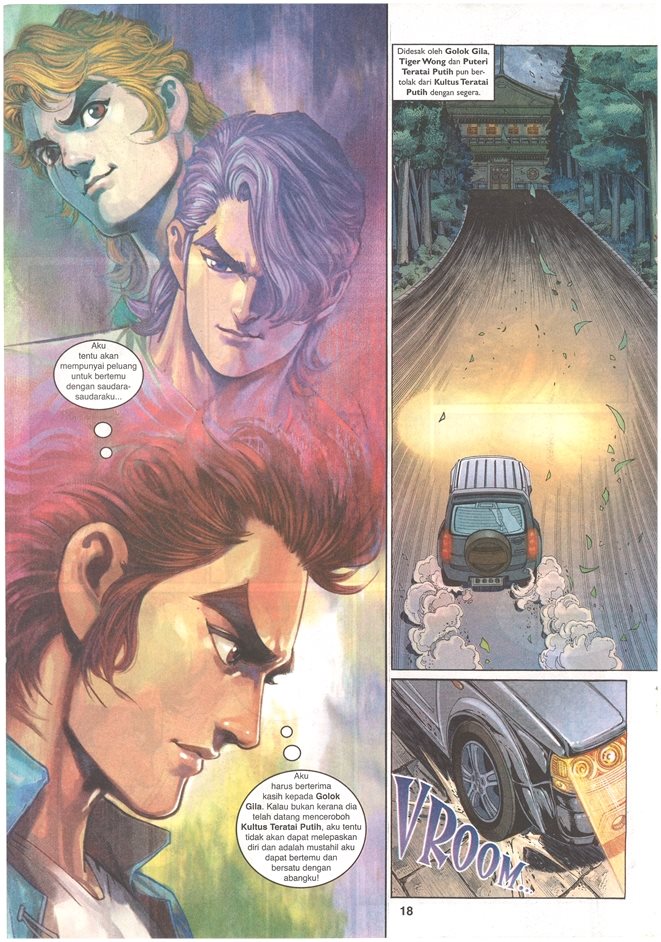 Aku
tentu akan
mempunyai peluang
untuk bertemu
dengan saudara-
saudaraku...
Aku
harus berterima
kasih kepada Golok
Gila. Kalau bukan kerana dia
telah datang menceroboh
Kultus Teratai Putih, aku tentu
tidak akan dapat melepaskan
diri dan adalah mustahil aku
dapat bertemu dan
bersatu dengan
abangku!
Didesak oleh Golok Gila,
Tiger Wong dan Puteri
Teratai Putih pun ber-
tolak dari Kultus Teratai
Putih dengan segera.
VROOM...
18